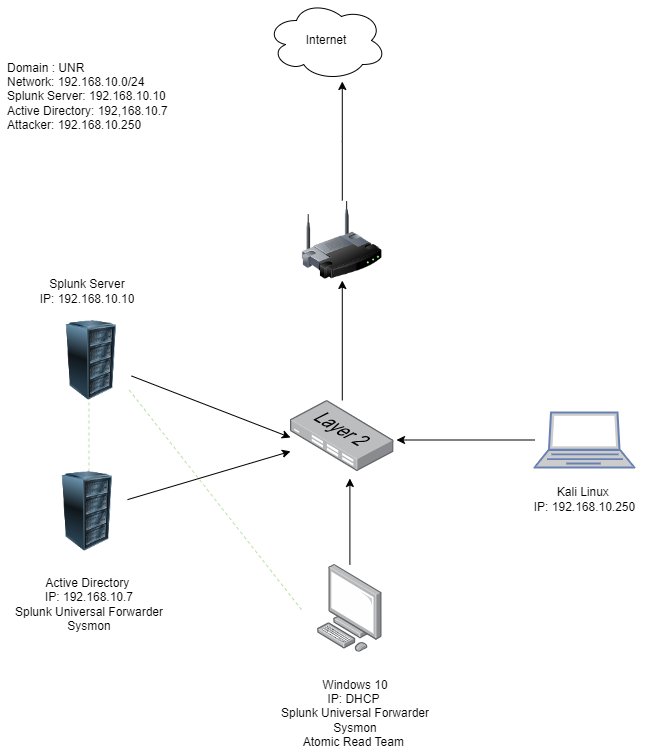 Internet
Domain : UNR
Network: 192.168.10.0/24
Splunk Server: 192.168.10.10
Active Directory: 192,168.10.7
Attacker: 192.168.10.250
Splunk Server
IP: 192.168.10.10
Layer 2
Kali Linux
IP: 192.168.10.250
Active Directory
IP: 192.168.10.7
Splunk Universal Forwarder
Sysmon
Windows 10
IP: DHCP
Splunk Universal Forwarder
Sysmon
Atomic Read Team